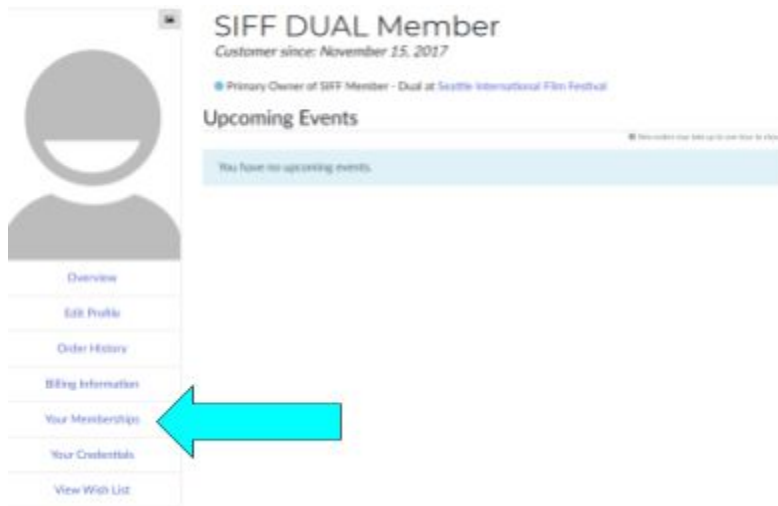 SIFF DUAL Member
Customer since: November 15, 2017
Primary Owner of SIFF Member - Dual at Seattle International Film Festival
Upcoming Events
You have no upcoming events.
Overview
Edit Profile
Order History
Billing Information
Your Memberships
Your Credentials
View Wish List